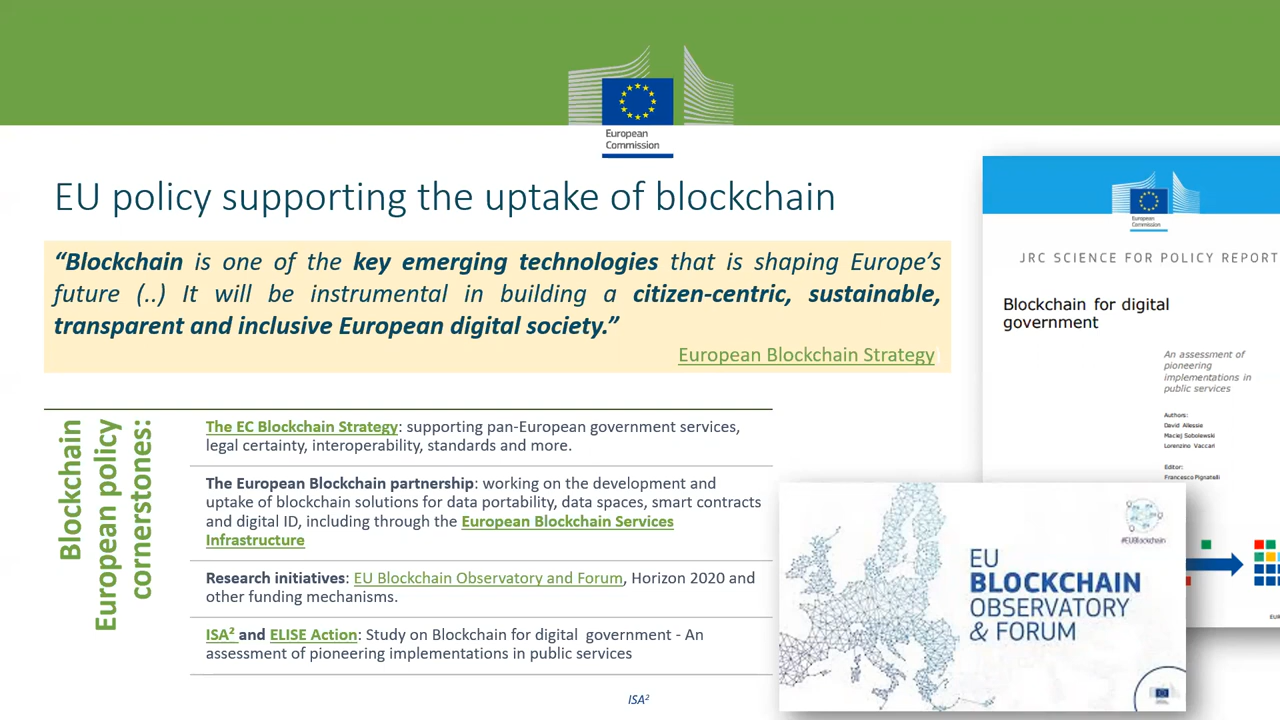 European
Commission
EU policy supporting the uptake of blockchain
“Blockchain is one of the key emerging technologies that is shaping Europe’s
future (..) It will be instrumental in building a citizen-centric, sustainable,
transparent and inclusive European digital society.”
European Blockchain Strategy
Blockchain
European policy
cornerstones:
The EC Blockchain Strategy: supporting pan-European government services,
legal certainty, interoperability, standards and more.
The European Blockchain partnership: working on the development and
uptake of blockchain solutions for data portability, data spaces, smart contracts
and digital ID, including through the European Blockchain Services
Infrastructure
Research initiatives: EU Blockchain Observatory and Forum, Horizon 2020 and
other funding mechanisms.
ISA² and ELISE Action: Study on Blockchain for digital government - An
assessment of pioneering implementations in public services
European
Commission
JRC SCIENCE FOR POLICY REPORT
Blockchain for digital
government
An assessment of
pioneering
implementations in
public services
Authors:
David Allessie
Maciej Sobolewski
Lorenzino Vaccari
Editor:
Francesco Pignatelli
#EUBlockchain
EU
BLOCKCHAIN
OBSERVATORY
& FORUM
ISA²